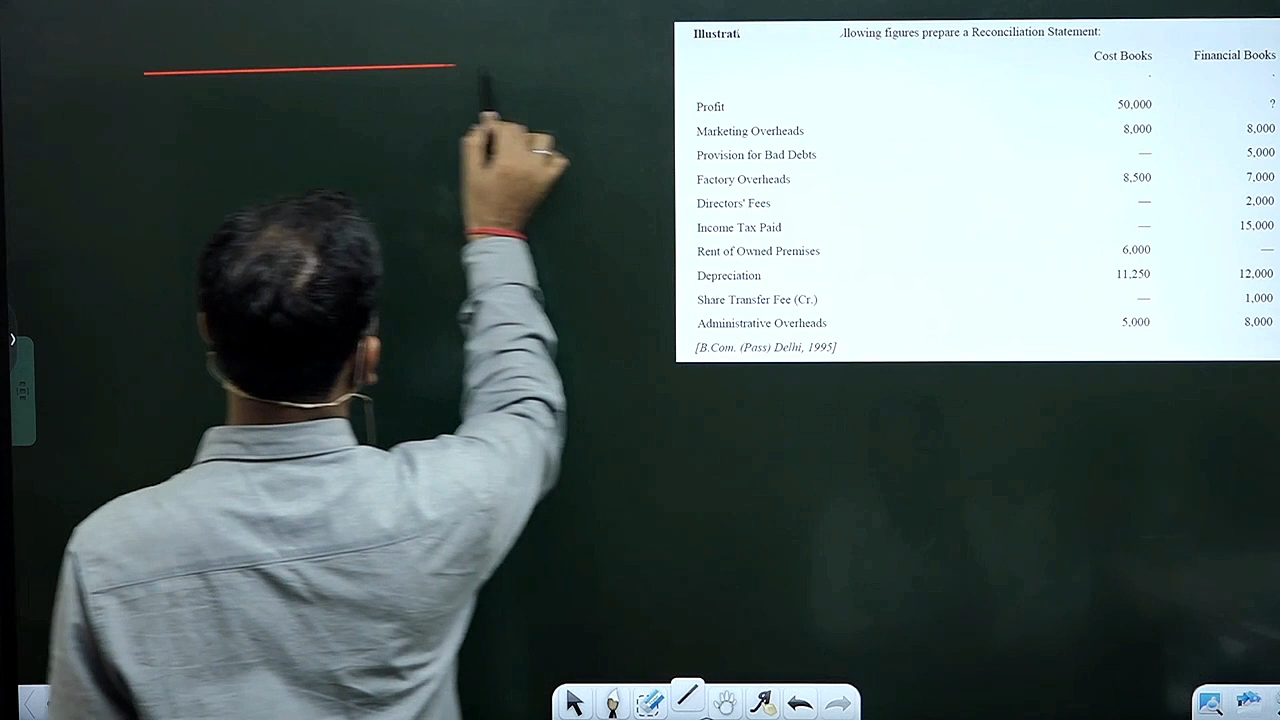 Illustrati llowing figures prepare a Reconciliation Statement:
Cost Books Financial Books
Profit 50,000 ?
Marketing Overheads 8,000 8,000
Provision for Bad Debts — 5,000
Factory Overheads 8,500 7,000
Directors' Fees — 2,000
Income Tax Paid — 15,000
Rent of Owned Premises 6,000 —
Depreciation 11,250 12,000
Share Transfer Fee (Cr.) — 1,000
Administrative Overheads 5,000 8,000
[B.Com. (Pass) Delhi, 1995]